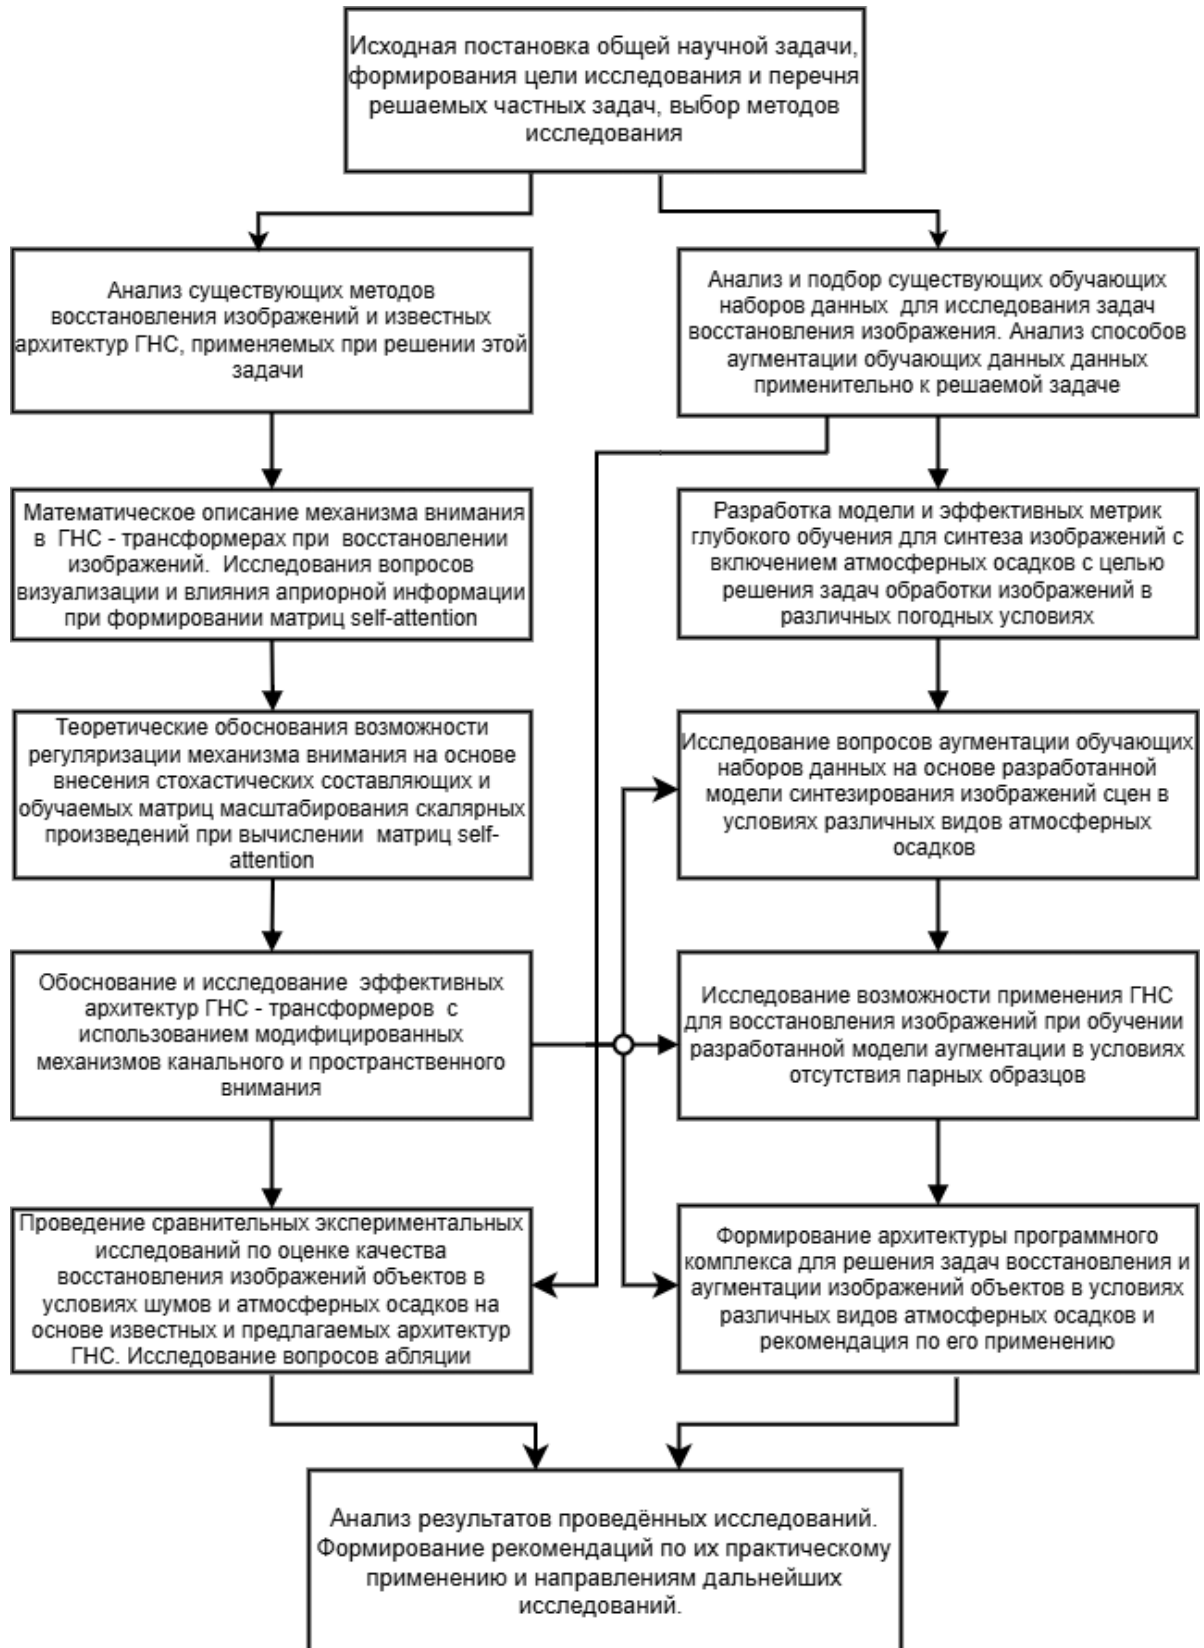 Исходная постановка общей научной задачи,
формирования цели исследования и перечня
решаемых частных задач, выбор методов
исследования
Анализ существующих методов
восстановления изображений и известных
архитектур ГНС, применяемых при решении этой
задачи
Анализ и подбор существующих обучающих
наборов данных для исследования задач
восстановления изображения. Анализ способов
аугментации обучающих данных данных
применительно к решаемой задаче
Математическое описание механизма внимания
в ГНС - трансформерах при восстановлении
изображений. Исследования вопросов
визуализации и влияния априорной информации
при формировании матриц self-attention
Разработка модели и эффективных метрик
глубокого обучения для синтеза изображений с
включением атмосферных осадков с целью
решения задач обработки изображений в
различных погодных условиях
Теоретические обоснования возможности
регуляризации механизма внимания на основе
внесения стохастических составляющих и
обучаемых матриц масштабирования скалярных
произведений при вычислении матриц self-
attention
Исследование вопросов аугментации обучающих
наборов данных на основе разработанной
модели синтезирования изображений сцен в
условиях различных видов атмосферных
осадков
Обоснование и исследование эффективных
архитектур ГНС - трансформеров с
использованием модифицированных
механизмов канального и пространственного
внимания
Исследование возможности применения ГНС
для восстановления изображений при обучении
разработанной модели аугментации в условиях
отсутствия парных образцов
Проведение сравнительных экспериментальных
исследований по оценке качества
восстановления изображений объектов в
условиях шумов и атмосферных осадков на
основе известных и предлагаемых архитектур
ГНС. Исследование вопросов абляции
Формирование архитектуры программного
комплекса для решения задач восстановления и
аугментации изображений объектов в условиях
различных видов атмосферных осадков и
рекомендация по его применению
Анализ результатов проведённых исследований.
Формирование рекомендаций по их практическому
применению и направлениям дальнейших
исследований.